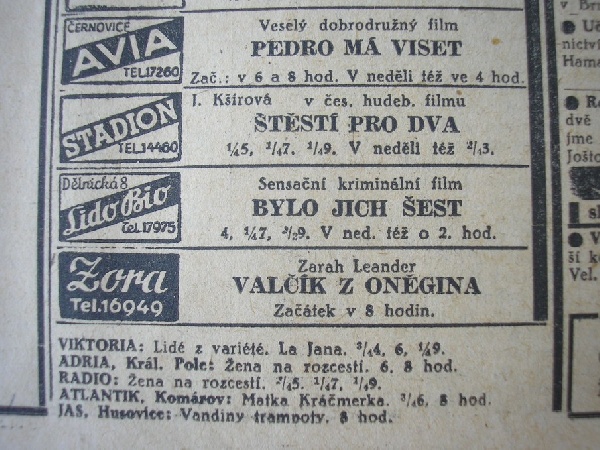 ČERNOVICE
AVIA
TEL.17260
Veselý dobrodružný film
PEDRO MÁ VISET
Zač.: v 6 a 8 hod. V neděli též ve 4 hod.
STADION
TEL.14460
J. Kšírová v čes. hudeb. filmu
ŠTĚSTÍ PRO DVA
¼5, ¼7, ¼9. V neděli též ½3.
Dělnická 8
Lido Bio
tel. 17975
Sensační kriminální film
BYLO JICH ŠEST
4, ¼7, ½9. V ned. též o 2. hod.
Zora
Tel.16949
Zarah Leander
VALČÍK Z ONĚGINA
Začátek v 8 hodin.
VIKTORIA: Lidé z variété. La Jana. ¾4, 6, ¼9.
ADRIA, Král. Pole: Žena na rozcestí. 6, 8 hod.
RADIO: Žena na rozcestí. ²/₄5. ¼7, ¼9.
ATLANTIK, Komárov: Matka Kráčmerka. ¾6, 8 hod.
JAS, Husovice: Vandiny trampoty. 8 hod.